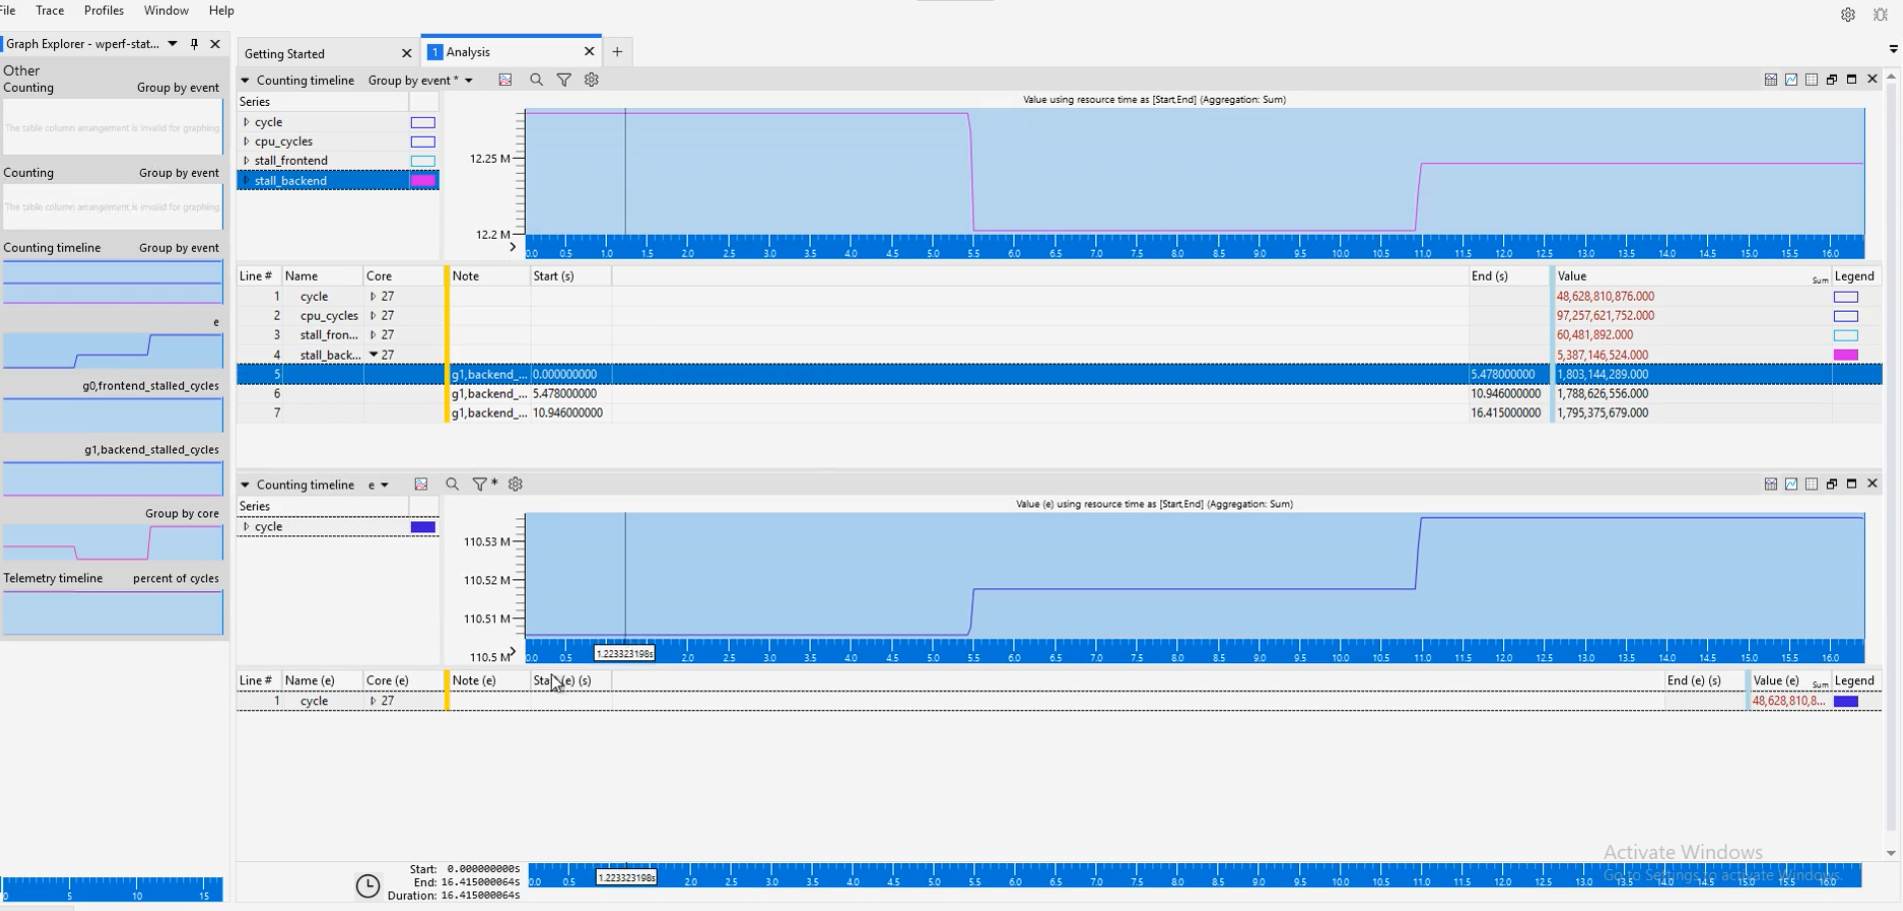 File Trace Profiles Window Help
Graph Explorer - wperf-stat...
Getting Started
1 Analysis
Other
Counting Group by event
The table column arrangement is invalid for graphing.
Counting Group by event
The table column arrangement is invalid for graphing.
Counting timeline Group by event
e
g0,frontend_stalled_cycles
g1,backend_stalled_cycles
Group by core
Telemetry timeline percent of cycles
0 5 10 15
Counting timeline Group by event *
Series
cycle
cpu_cycles
stall_frontend
stall_backend
Value using resource time as [Start,End] (Aggregation: Sum)
12.25 M
12.2 M
0.0 0.5 1.0 1.5 2.0 2.5 3.0 3.5 4.0 4.5 5.0 5.5 6.0 6.5 7.0 7.5 8.0 8.5 9.0 9.5 10.0 10.5 11.0 11.5 12.0 12.5 13.0 13.5 14.0 14.5 15.0 15.5 16.0
Line # Name Core Note Start (s) End (s) Value Sum Legend
1 cycle 27 48,628,810,876.000
2 cpu_cycles 27 97,257,621,752.000
3 stall_fron... 27 60,481,892.000
4 stall_back... 27 5,387,146,524.000
5 g1,backend_... 0.000000000 5.478000000 1,803,144,289.000
6 g1,backend_... 5.478000000 10.946000000 1,788,626,556.000
7 g1,backend_... 10.946000000 16.415000000 1,795,375,679.000
Counting timeline e
*
Series
cycle
Value (e) using resource time as [Start,End] (Aggregation: Sum)
110.53 M
110.52 M
110.51 M
110.5 M
0.0 0.5 1.223323198s 2.0 2.5 3.0 3.5 4.0 4.5 5.0 5.5 6.0 6.5 7.0 7.5 8.0 8.5 9.0 9.5 10.0 10.5 11.0 11.5 12.0 12.5 13.0 13.5 14.0 14.5 15.0 15.5 16.0
Line # Name (e) Core (e) Note (e) Sta (e) (s) End (e) (s) Value (e) Sum Legend
1 cycle 27 48,628,810,8...
Activate Windows
Go to Settings to activate Windows.
Start: 0.000000000s
End: 16.415000064s
Duration: 16.415000064s
0.0 0.5 1.223323198s 2.0 2.5 3.0 3.5 4.0 4.5 5.0 5.5 6.0 6.5 7.0 7.5 8.0 8.5 9.0 9.5 10.0 10.5 11.0 11.5 12.0 12.5 13.0 13.5 14.0 14.5 15.0 15.5 16.0